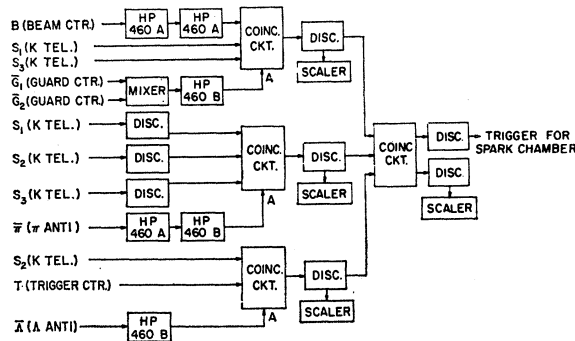 B (BEAM CTR.)
HP
460 A
HP
460 A
COINC.
CKT.
DISC.
SCALER
S₁ (K TEL.)
S₃ (K TEL.)
G̅₁ (GUARD CTR.)
G̅₂ (GUARD CTR.)
MIXER
HP
460 B
A
S₁ (K TEL.)
DISC.
S₂ (K TEL.)
DISC.
S₃ (K TEL.)
DISC.
π̅ (π ANTI)
HP
460 A
HP
460 B
COINC.
CKT.
A
DISC.
SCALER
COINC.
CKT.
DISC.
TRIGGER FOR
SPARK CHAMBER
DISC.
SCALER
S₂ (K TEL.)
T (TRIGGER CTR.)
Λ̅ (Λ ANTI)
HP
460 B
COINC.
CKT.
A
DISC.
SCALER